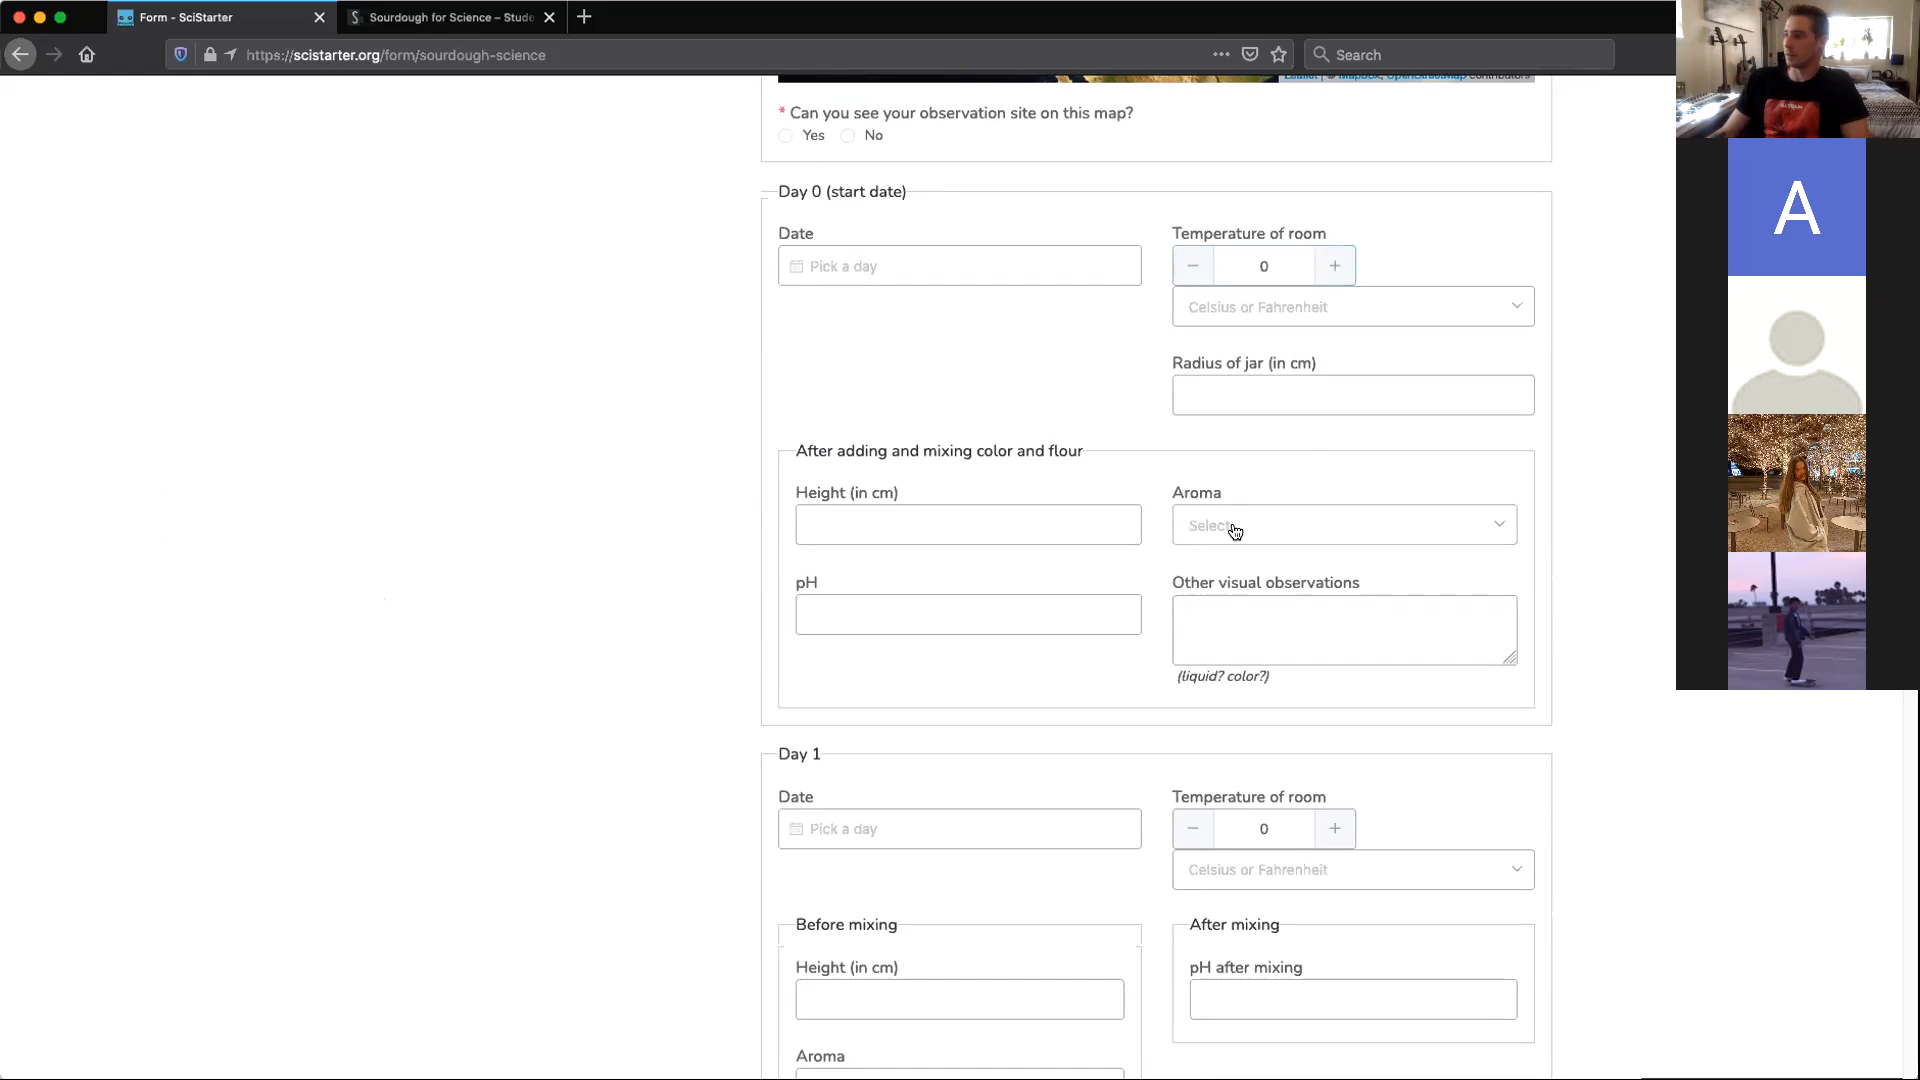 Form - SciStarter
Sourdough for Science – Stude
https://scistarter.org/form/sourdough-science
Search
Leaflet | © Mapbox, OpenStreetMap contributors
* Can you see your observation site on this map?
Yes No
Day 0 (start date)
Date
Temperature of room
Pick a day
0
Celsius or Fahrenheit
Radius of jar (in cm)
After adding and mixing color and flour
Height (in cm)
Aroma
Select
pH
Other visual observations
(liquid? color?)
Day 1
Date
Temperature of room
Pick a day
0
Celsius or Fahrenheit
Before mixing
After mixing
Height (in cm)
pH after mixing
Aroma
A